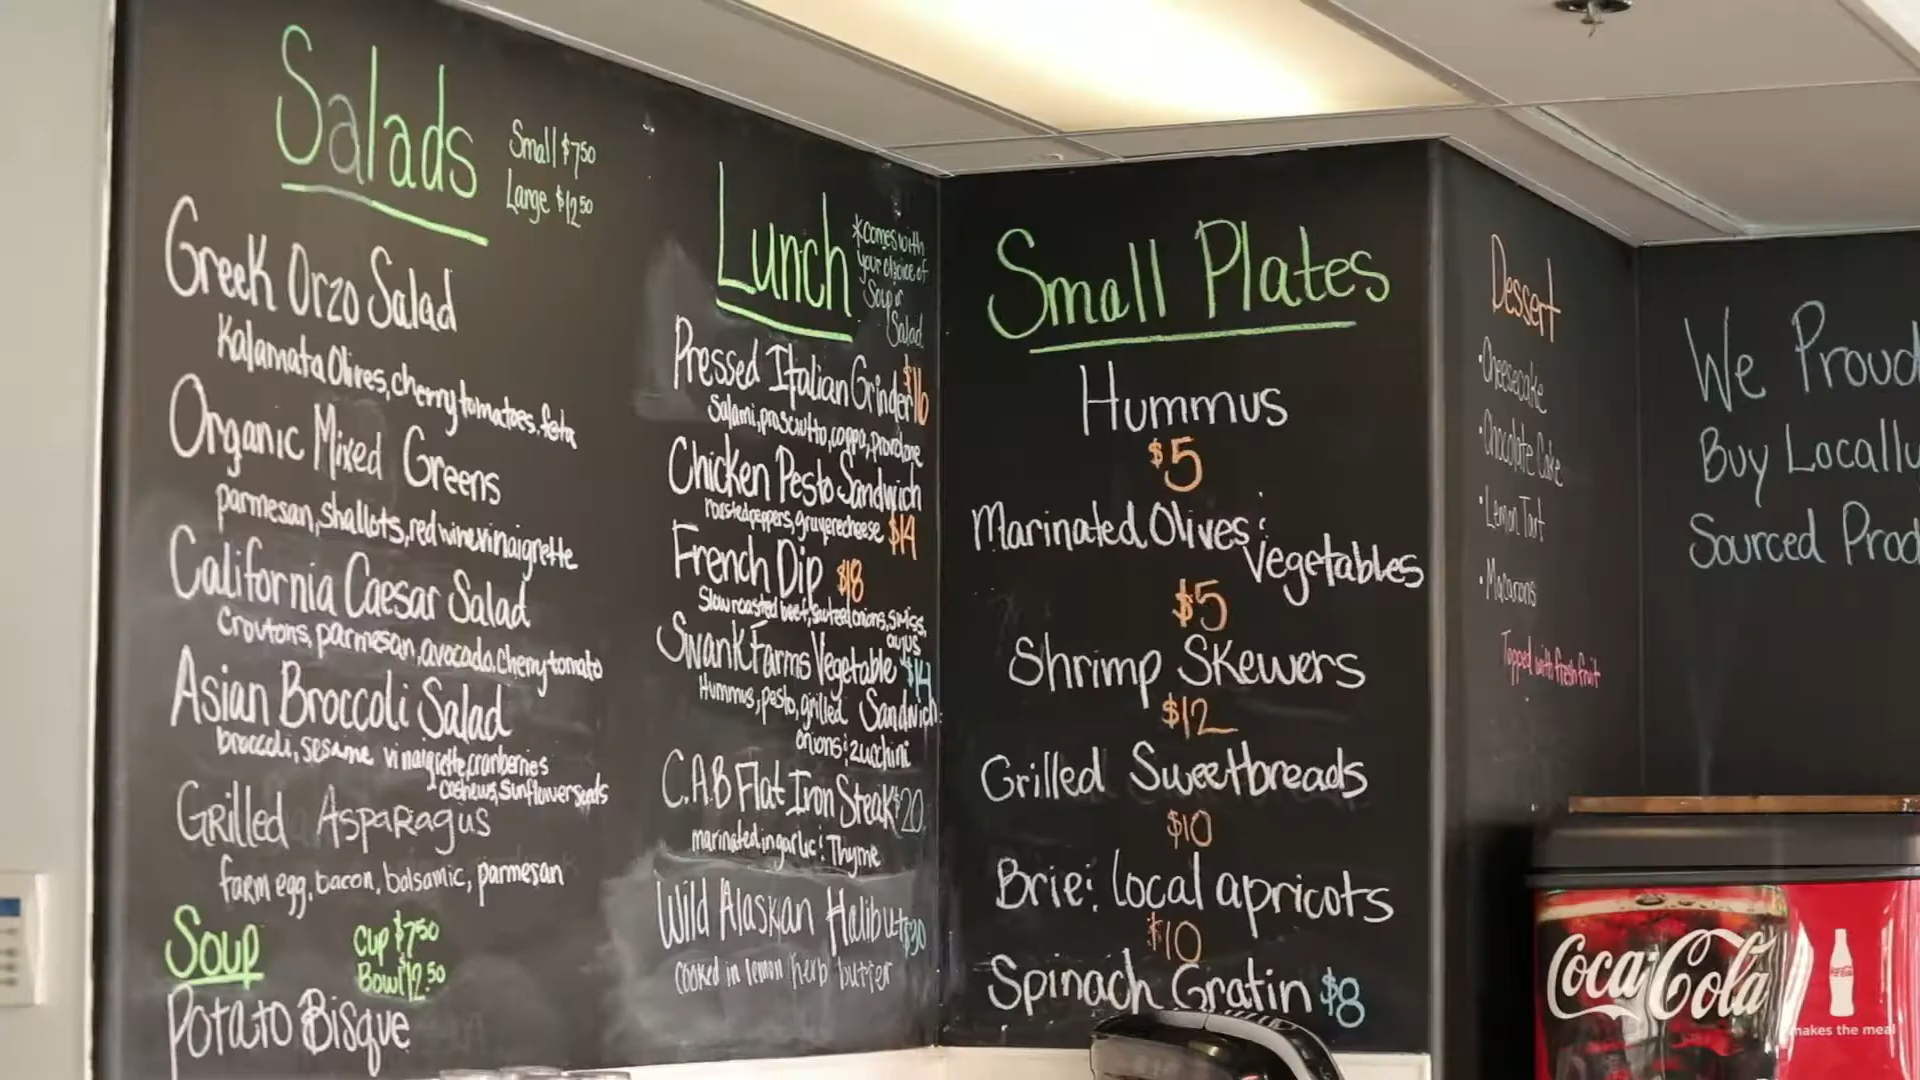 Salads
Small $7.50
Large $12.50
Greek Orzo Salad
Kalamata Olives, cherry tomatoes, feta
Organic Mixed Greens
parmesan, shallots, red wine vinaigrette
California Caesar Salad
Croutons, parmesan, avocado, cherry tomato
Asian Broccoli Salad
broccoli, sesame vinaigrette, cranberries
cashews, sunflower seeds
Grilled Asparagus
farm egg, bacon, balsamic, parmesan
Soup
Cup $7.50
Bowl $12.50
Potato Bisque
Lunch
*comes with
your choice of
Soup or
Salad
Pressed Italian Grinder $16
Salami, proscuitto, coppa, provolone
Chicken Pesto Sandwich
roasted peppers, gruyere cheese $14
French Dip $18
Slow roasted beef, sauteed onions, swiss,
au jus
Swank Farms Vegetable $14
Hummus, pesto, grilled Sandwich
onions & zucchini
C.A.B Flat Iron Steak $20
marinated in garlic & Thyme
Wild Alaskan Halibut $30
cooked in lemon herb butter
Small Plates
Hummus
$5
Marinated Olives &
Vegetables
$5
Shrimp Skewers
$12
Grilled Sweetbreads
$10
Brie & local apricots
$10
Spinach Gratin $8
Dessert
• Cheesecake
• Chocolate Cake
• Lemon Tart
• Macarons
Topped with fresh fruit
We Proud
Buy Locally
Sourced Prod
Coca-Cola
makes the meal